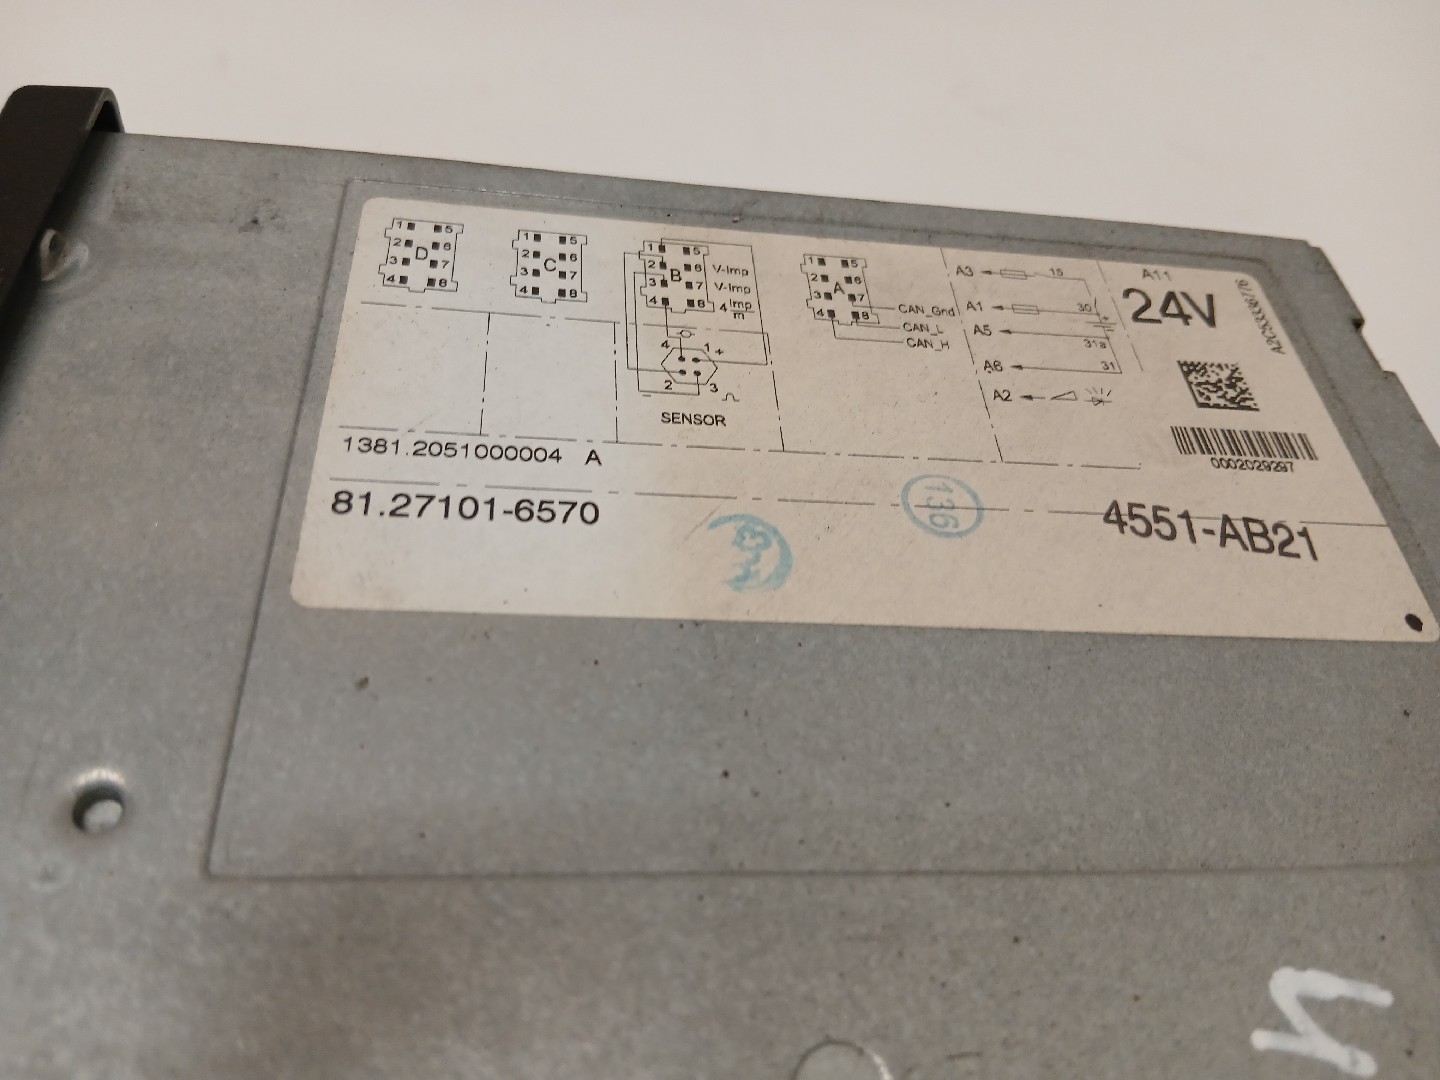 1 5
2 6
D
3 7
4 8
1 5
2 6
C
3 7
4 8
1 5
2 6 V-Imp
B
3 7 V-Imp
4 8 4 Imp
m
4 1 +
2 3
−
SENSOR
1 5
2 6
A
3 7
4 8
CAN_Gnd
CAN_L
CAN_H
A3 15
A1 30
A5 31a
A6 31
A2
+
A11
24V
0002029297
1381.2051000004 A
81.27101-6570
136
4551-AB21